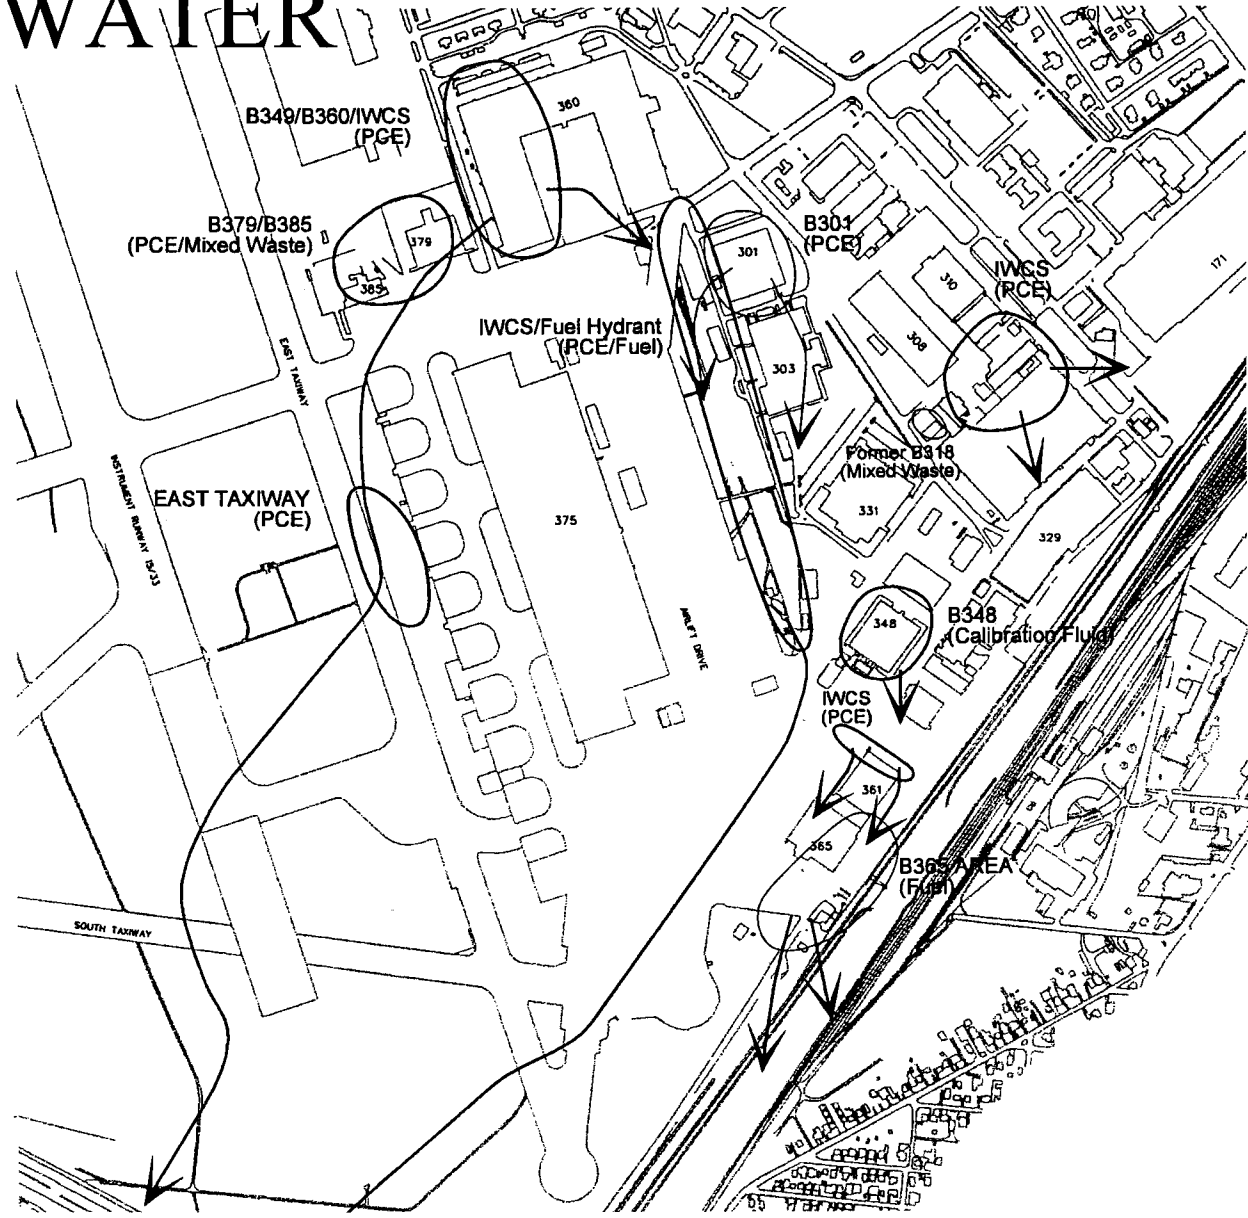 WATER
B349/B360/IWCS
(PCE)
360
B379/B385
(PCE/Mixed Waste)
379
385
B301
(PCE)
301
IWCS
(PCE)
310
171
308
IWCS/Fuel Hydrant
(PCE/Fuel)
303
EAST TAXIWAY
INSTRUMENT RUNWAY 15/33
Former B318
(Mixed Waste)
EAST TAXIWAY
(PCE)
375
331
329
AIRLIFT DRIVE
348
B348
(Calibration Fluid)
IWCS
(PCE)
361
365
B365 AREA
(Fuel)
SOUTH TAXIWAY